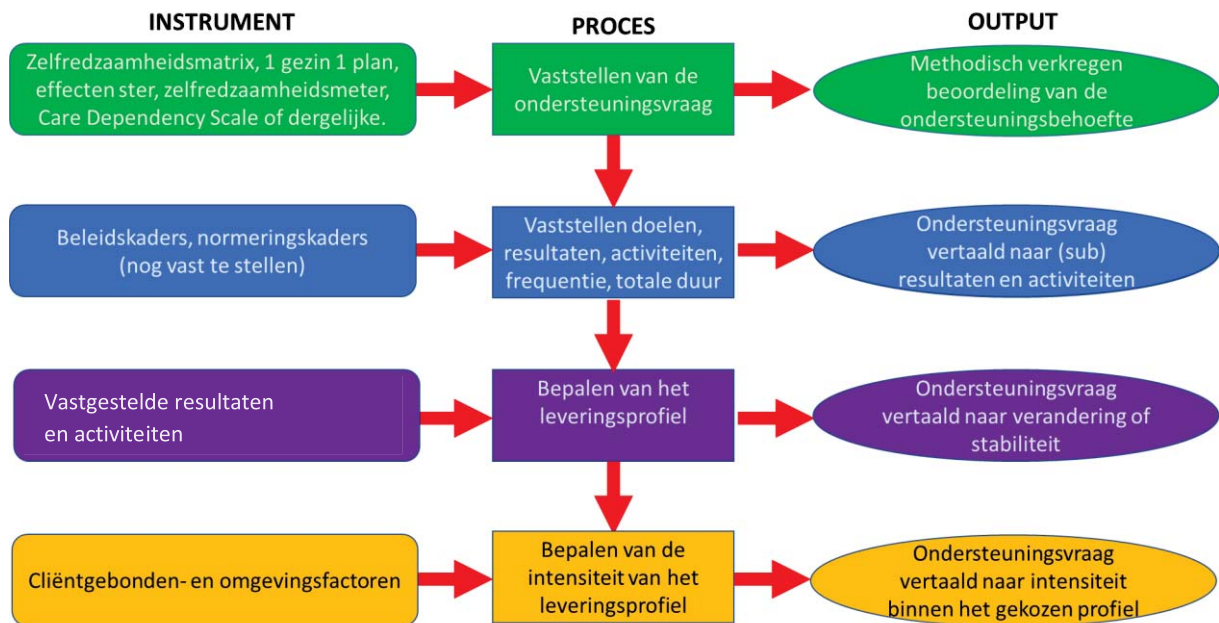 INSTRUMENT
PROCES
OUTPUT
Zelfredzaamheidsmatrix, 1 gezin 1 plan,
effecten ster, zelfredzaamheidsmeter,
Care Dependency Scale of dergelijke.
Vaststellen van de
ondersteuningsvraag
Methodisch verkregen
beoordeling van de
ondersteuningsbehoefte
Beleidskaders, normeringskaders
(nog vast te stellen)
Vaststellen doelen,
resultaten, activiteiten,
frequentie, totale duur
Ondersteuningsvraag
vertaald naar (sub)
resultaten en activiteiten
Vastgestelde resultaten
en activiteiten
Bepalen van het
leveringsprofiel
Ondersteuningsvraag
vertaald naar verandering of
stabiliteit
Cliëntgebonden- en omgevingsfactoren
Bepalen van de
intensiteit van het
leveringsprofiel
Ondersteuningsvraag
vertaald naar intensiteit
binnen het gekozen profiel